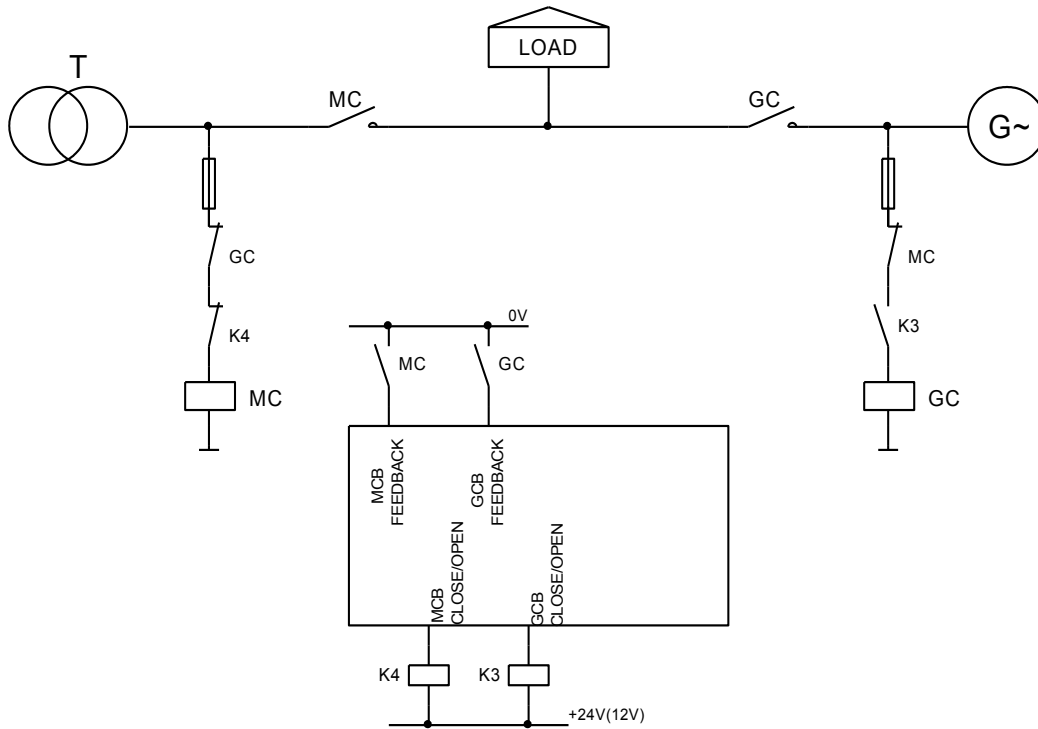 LOAD
T
MC
GC
G~
GC
MC
K4
K3
0V
MC
GC
MC
GC
MCB
FEEDBACK
GCB
FEEDBACK
MCB
CLOSE/OPEN
GCB
CLOSE/OPEN
K4
K3
+24V(12V)